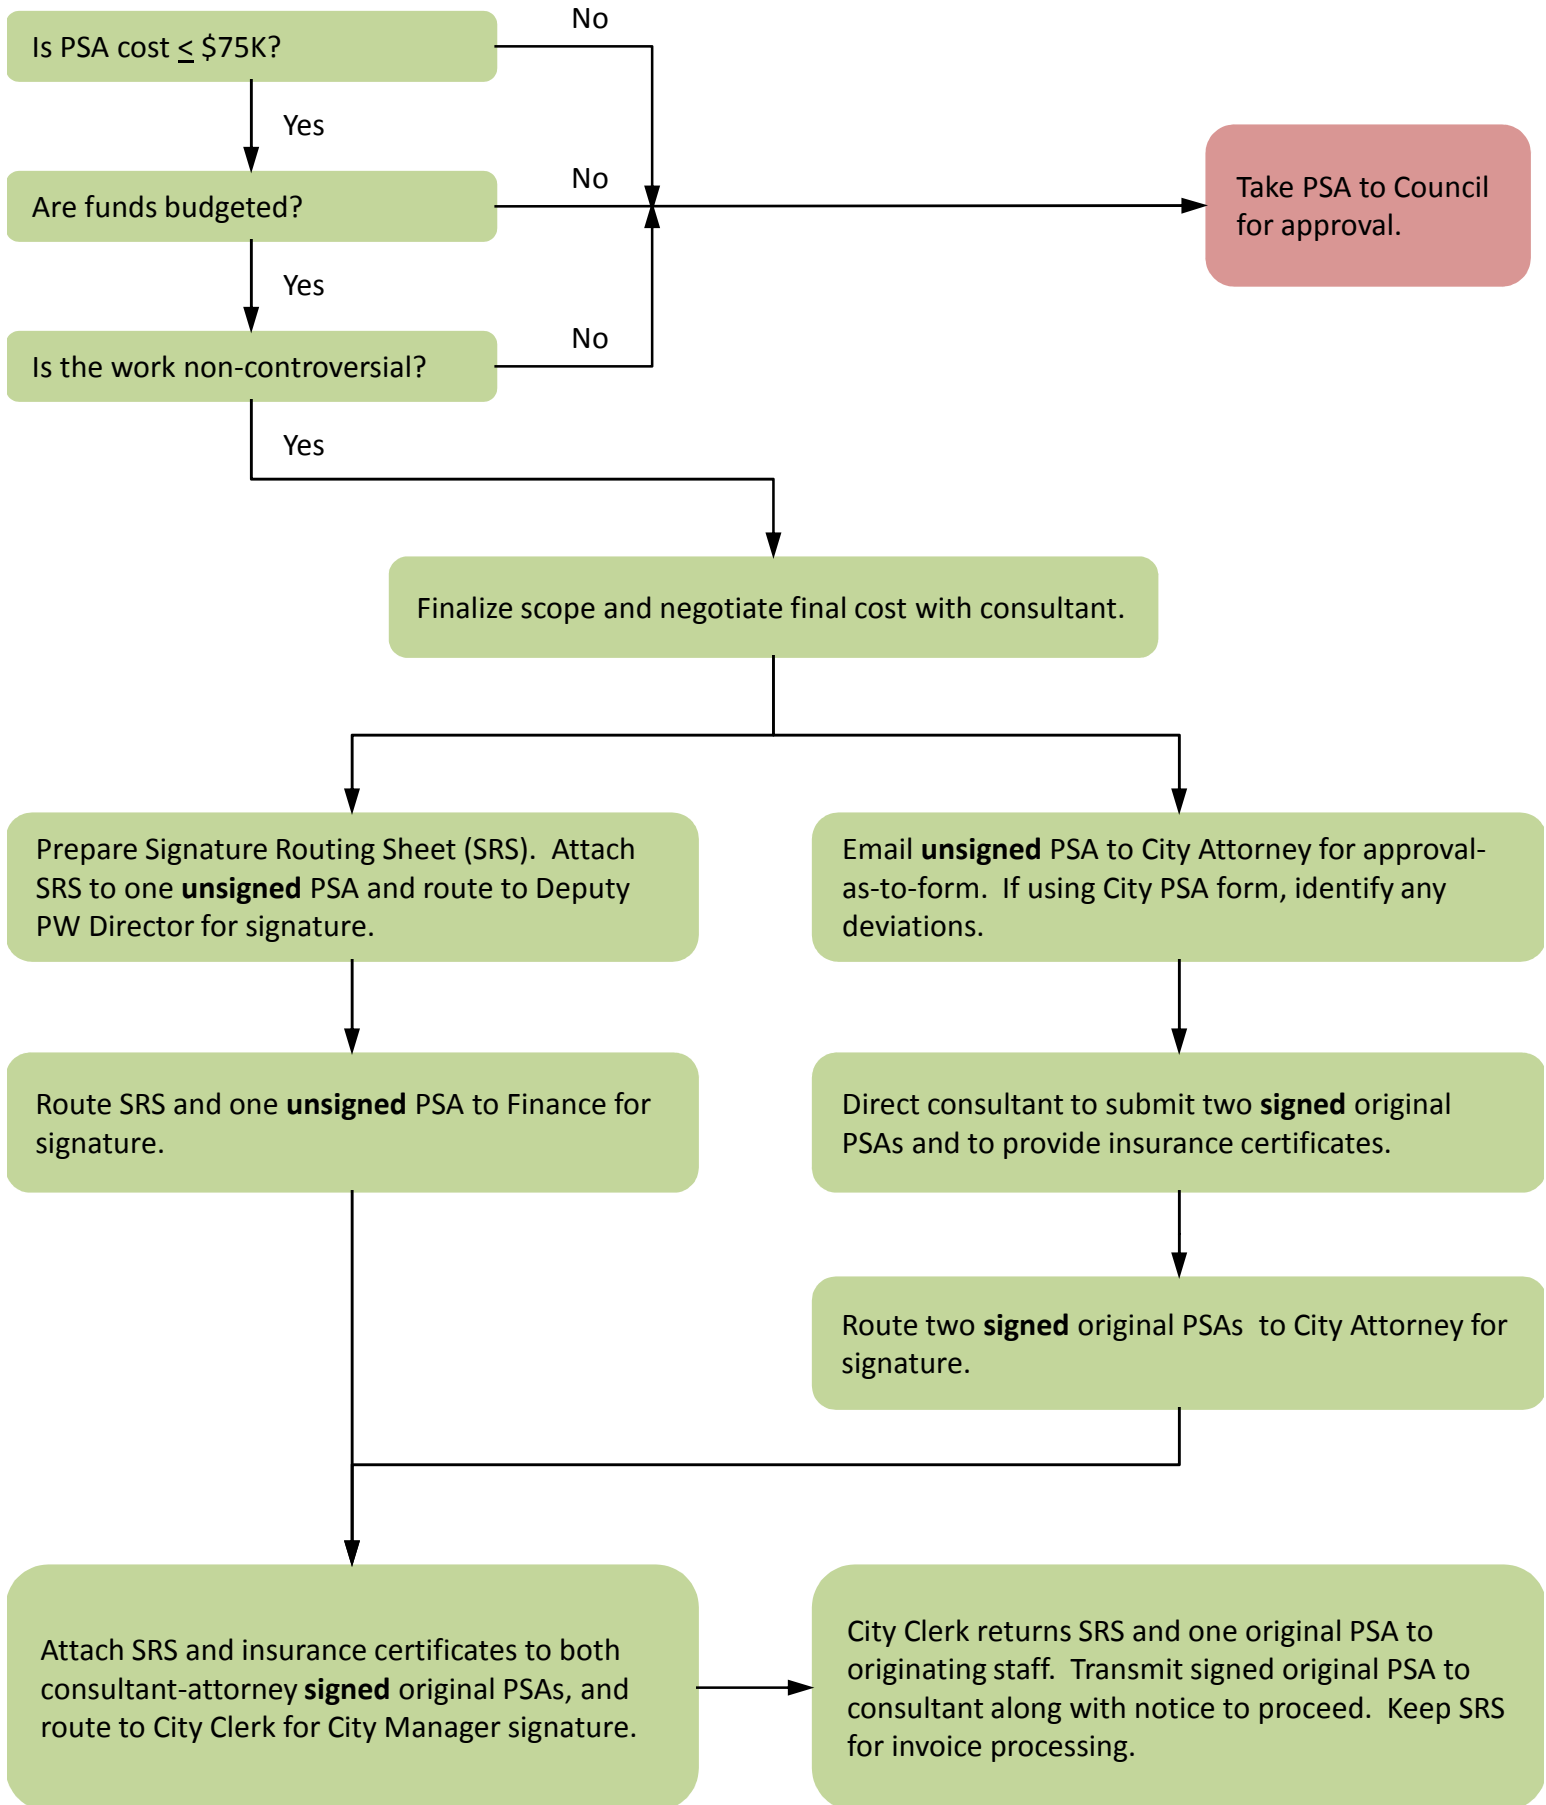 No
Is PSA cost ≤ $75K?
Yes
No
Are funds budgeted?
Take PSA to Council
for approval.
Yes
No
Is the work non-controversial?
Yes
Finalize scope and negotiate final cost with consultant.
Prepare Signature Routing Sheet (SRS).  Attach
SRS to one unsigned PSA and route to Deputy
PW Director for signature.
Email unsigned PSA to City Attorney for approval-
as-to-form.  If using City PSA form, identify any
deviations.
Route SRS and one unsigned PSA to Finance for
signature.
Direct consultant to submit two signed original
PSAs and to provide insurance certificates.
Route two signed original PSAs  to City Attorney for
signature.
Attach SRS and insurance certificates to both
consultant-attorney signed original PSAs, and
route to City Clerk for City Manager signature.
City Clerk returns SRS and one original PSA to
originating staff.  Transmit signed original PSA to
consultant along with notice to proceed.  Keep SRS
for invoice processing.